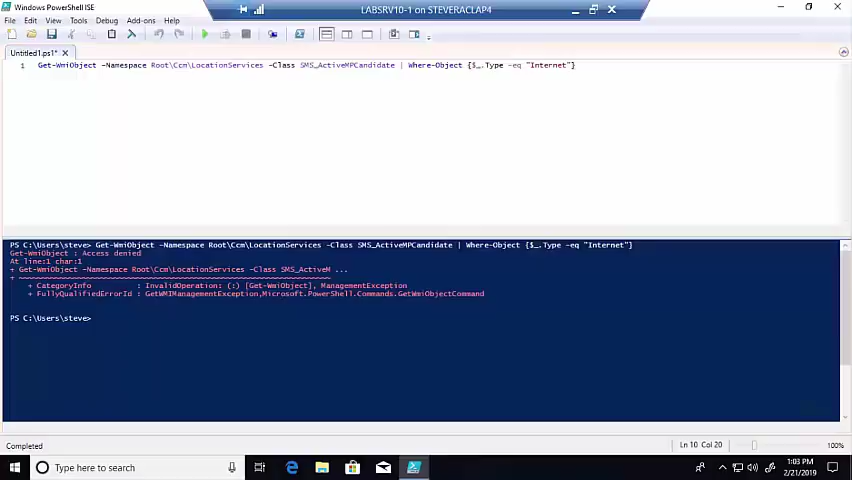 Windows PowerShell ISE
LABSRV10-1 on STEVERACLAP4
File Edit View Tools Debug Add-ons Help
Untitled1.ps1*
1 Get-WmiObject -Namespace Root\Ccm\LocationServices -Class SMS_ActiveMPCandidate | Where-Object {$_.Type -eq "Internet"}
PS C:\Users\steve> Get-WmiObject -Namespace Root\Ccm\LocationServices -Class SMS_ActiveMPCandidate | Where-Object {$_.Type -eq "Internet"}
Get-WmiObject : Access denied
At line:1 char:1
+ Get-WmiObject -Namespace Root\Ccm\LocationServices -Class SMS_ActiveM ...
+ ~~~~~~~~~~~~~~~~~~~~~~~~~~~~~~~~~~~~~~~~~~~~~~~~~~~~~~~~~~~~~~~~~~~~~
+ CategoryInfo : InvalidOperation: (:) [Get-WmiObject], ManagementException
+ FullyQualifiedErrorId : GetWMIManagementException,Microsoft.PowerShell.Commands.GetWmiObjectCommand
PS C:\Users\steve>
Completed
Ln 10 Col 20
100%
Type here to search
1:03 PM
2/21/2019